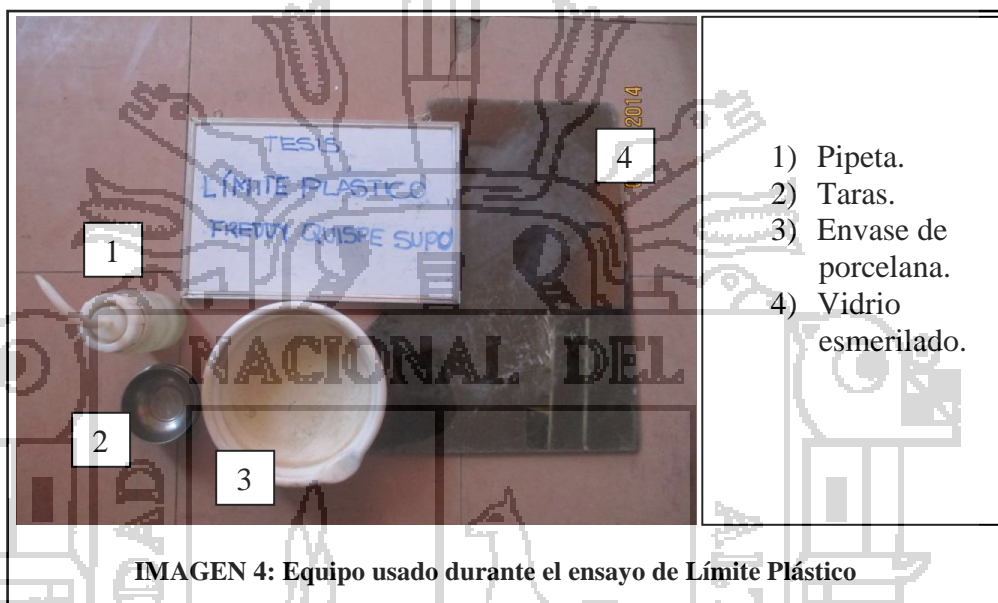 TESIS
LÍMITE PLASTICO
FREDDY QUISPE SUPO
2014
1
2
3
4
1) Pipeta.
2) Taras.
3) Envase de
porcelana.
4) Vidrio
esmerilado.
NACIONAL DEL
DAD
IMAGEN 4: Equipo usado durante el ensayo de Límite Plástico